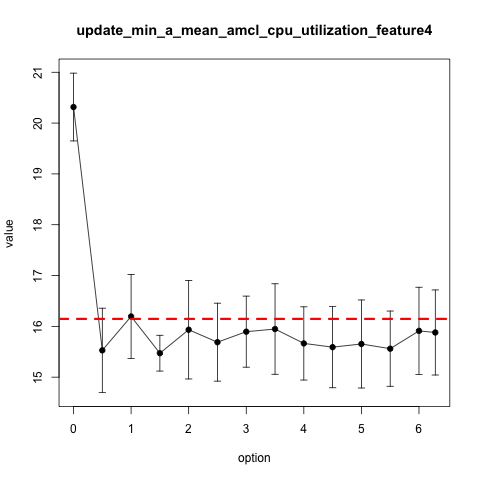 update_min_a_mean_amcl_cpu_utilization_feature4
value
21
20
19
18
17
16
15
0 1 2 3 4 5 6
option